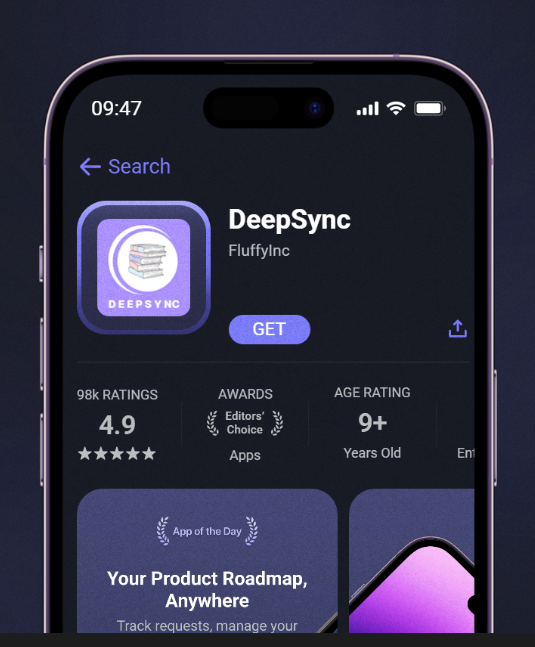 09:47
Search
DEEPSYNC
DeepSync
FluffyInc
GET
98k RATINGS
4.9
AWARDS
Editors'
Choice
Apps
AGE RATING
9+
Years Old
Ent
App of the Day
Your Product Roadmap,
Anywhere
Track requests, manage your